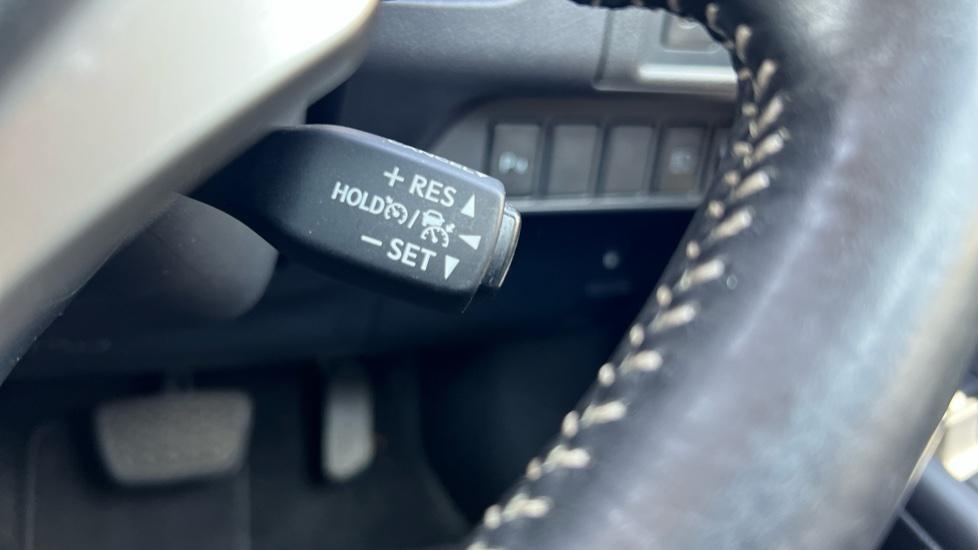 + RES ▲
HOLD /
- SET ▼